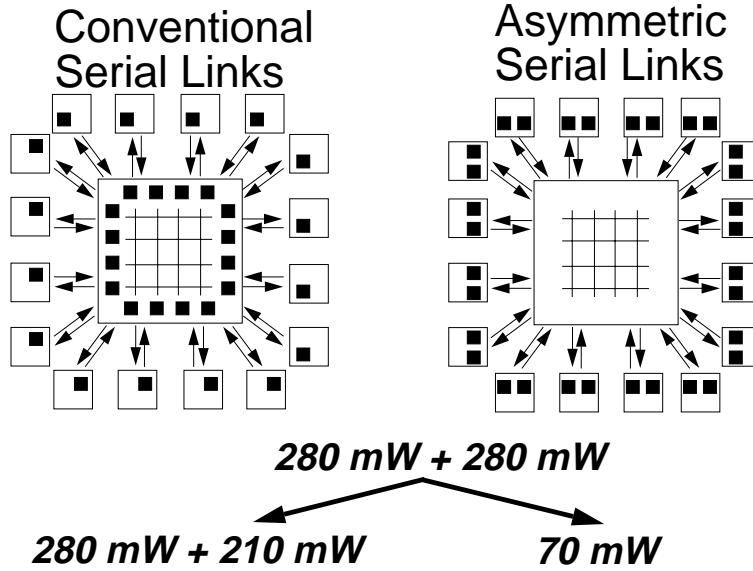 Conventional
Serial Links
Asymmetric
Serial Links
280 mW + 280 mW
280 mW + 210 mW
70 mW